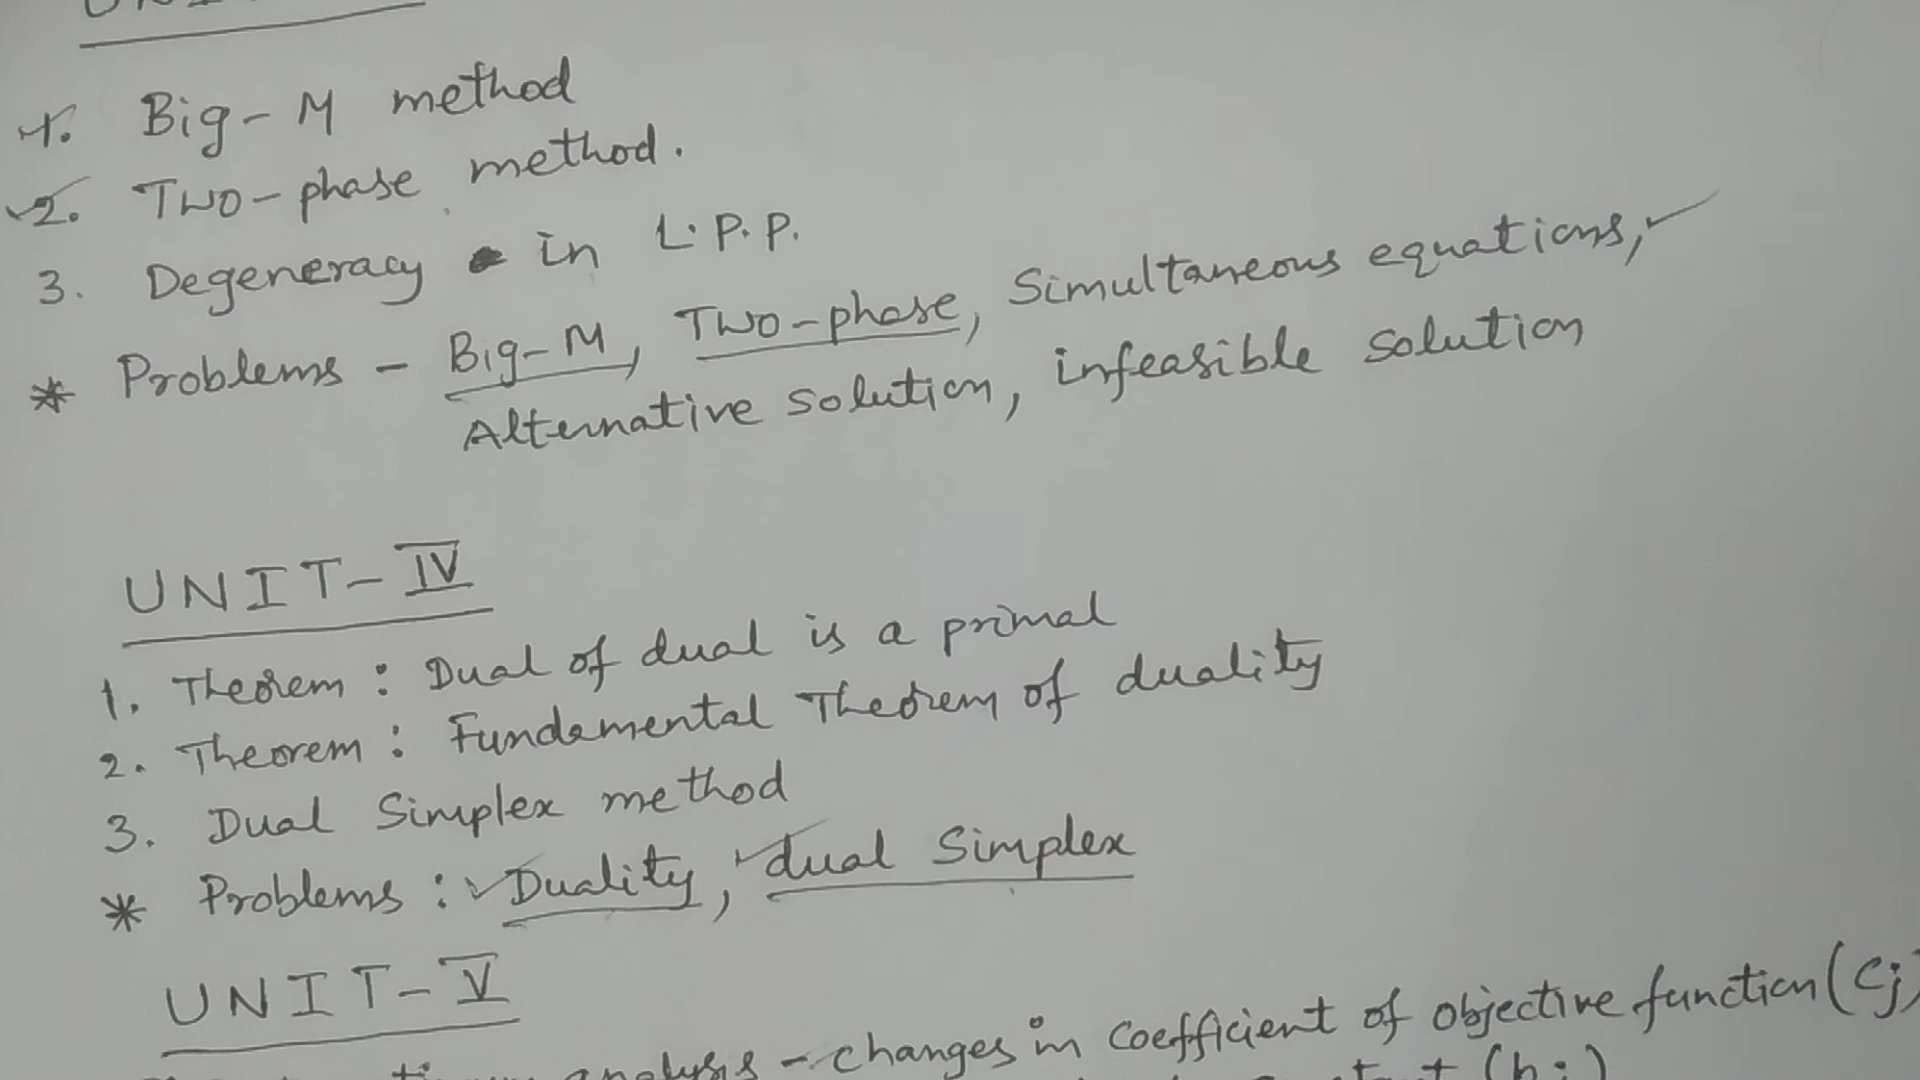 1. Big-M method
2. Two-phase method.
3. Degeneracy in L.P.P.
* Problems - Big-M, Two-phase, Simultaneous equations,
Alternative solution, infeasible solution
UNIT-IV
1. Theorem : Dual of dual is a primal
2. Theorem : Fundamental Theorem of duality
3. Dual Simplex method
* Problems : Duality, dual Simplex
UNIT-V
analysis - changes in coefficient of objective function (Cj)